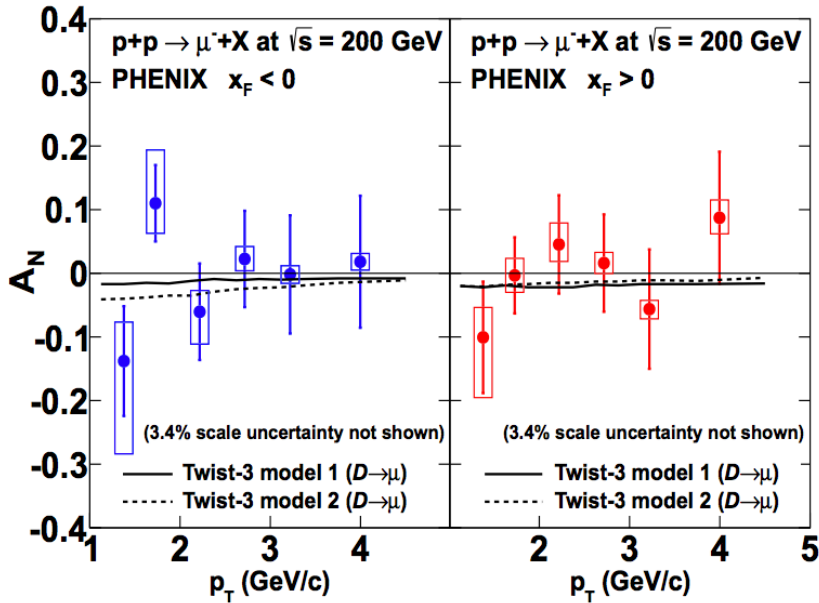 p+p → μ⁻+X at √s = 200 GeV
PHENIX x_F < 0
p+p → μ⁻+X at √s = 200 GeV
PHENIX x_F > 0
0.4
0.3
0.2
0.1
0
-0.1
-0.2
-0.3
-0.4
A_N
(3.4% scale uncertainty not shown)
Twist-3 model 1 (D→μ)
Twist-3 model 2 (D→μ)
(3.4% scale uncertainty not shown)
Twist-3 model 1 (D→μ)
Twist-3 model 2 (D→μ)
1 2 3 4
2 3 4 5
p_T (GeV/c)
p_T (GeV/c)